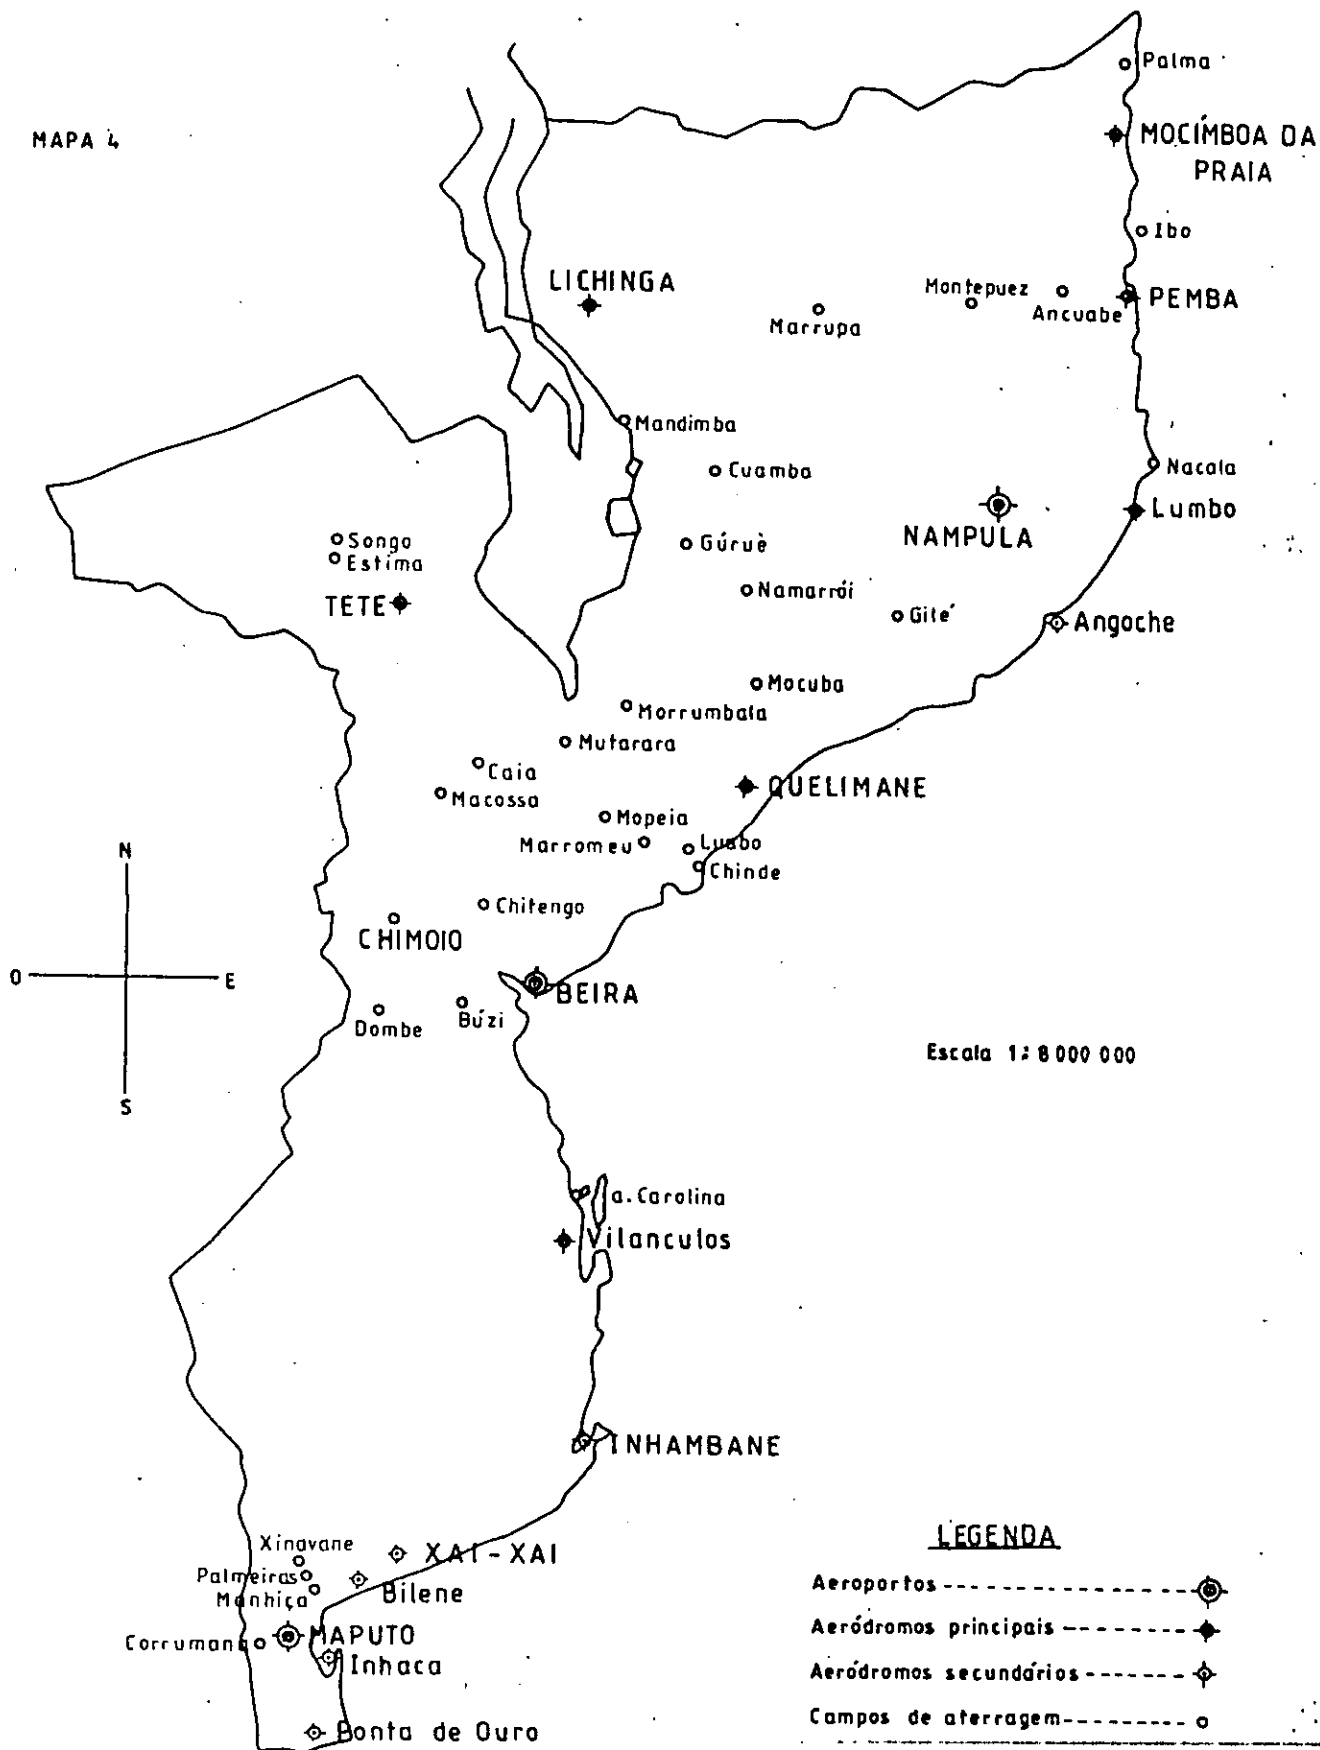 MAPA 4
Palma
MOCÍMBOA DA
PRAIA
Ibo
LICHINGA
Montepuez
Ancuabe
PEMBA
Marrupa
Mandimba
Cuamba
Nacala
NAMPULA
Lumbo
Songo
Estima
Gúruè
TETE
Namarrói
Gilé
Angoche
Mocuba
Morrumbala
Mutarara
Caia
Macossa
QUELIMANE
Mopeia
Marromeu
Luabo
Chinde
N
Chitengo
CHIMOIO
O
E
BEIRA
Dombe
Búzi
Escala 1:8 000 000
S
a. Carolina
Vilanculos
INHAMBANE
Xinavane
XAI-XAI
Palmeiras
Manhiça
Bilene
Corrumana
MAPUTO
Inhaca
Ponta de Ouro
LEGENDA
Aeroportos
Aeródromos principais
Aeródromos secundários
Campos de aterragem